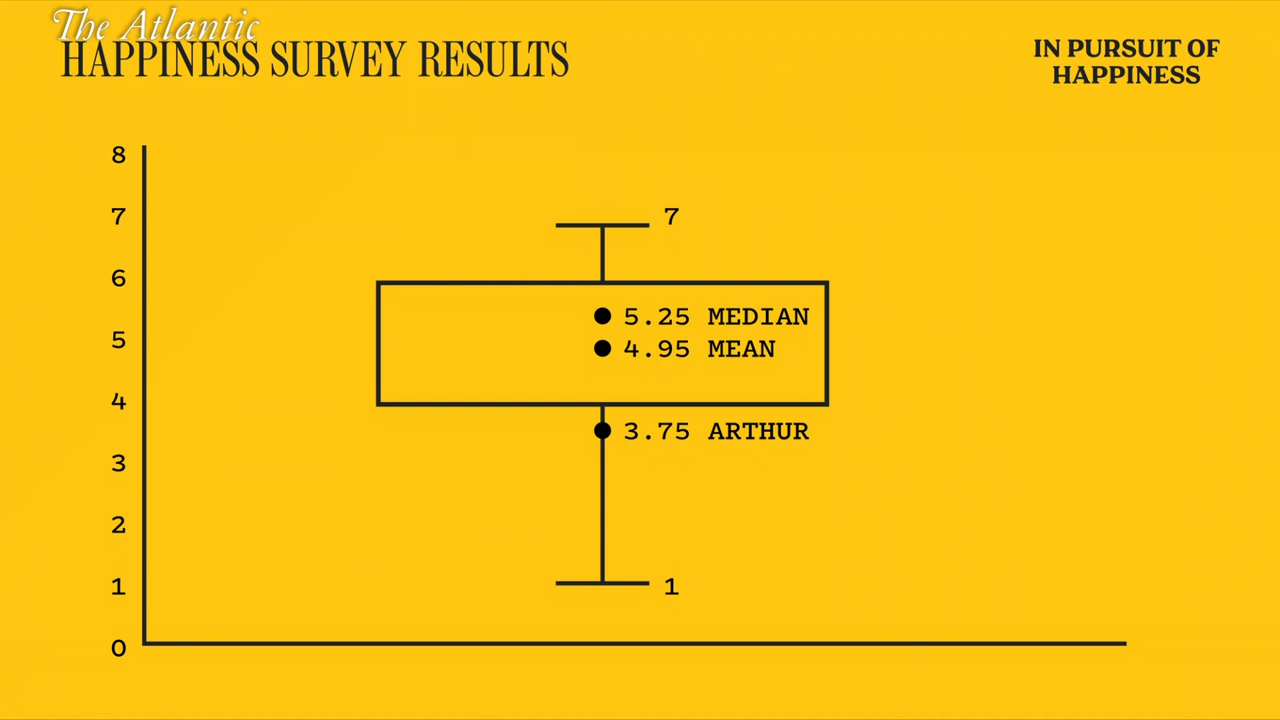 The Atlantic
HAPPINESS SURVEY RESULTS
IN PURSUIT OF
HAPPINESS
8
7
7
6
5.25 MEDIAN
5
4.95 MEAN
4
3.75 ARTHUR
3
2
1
1
0